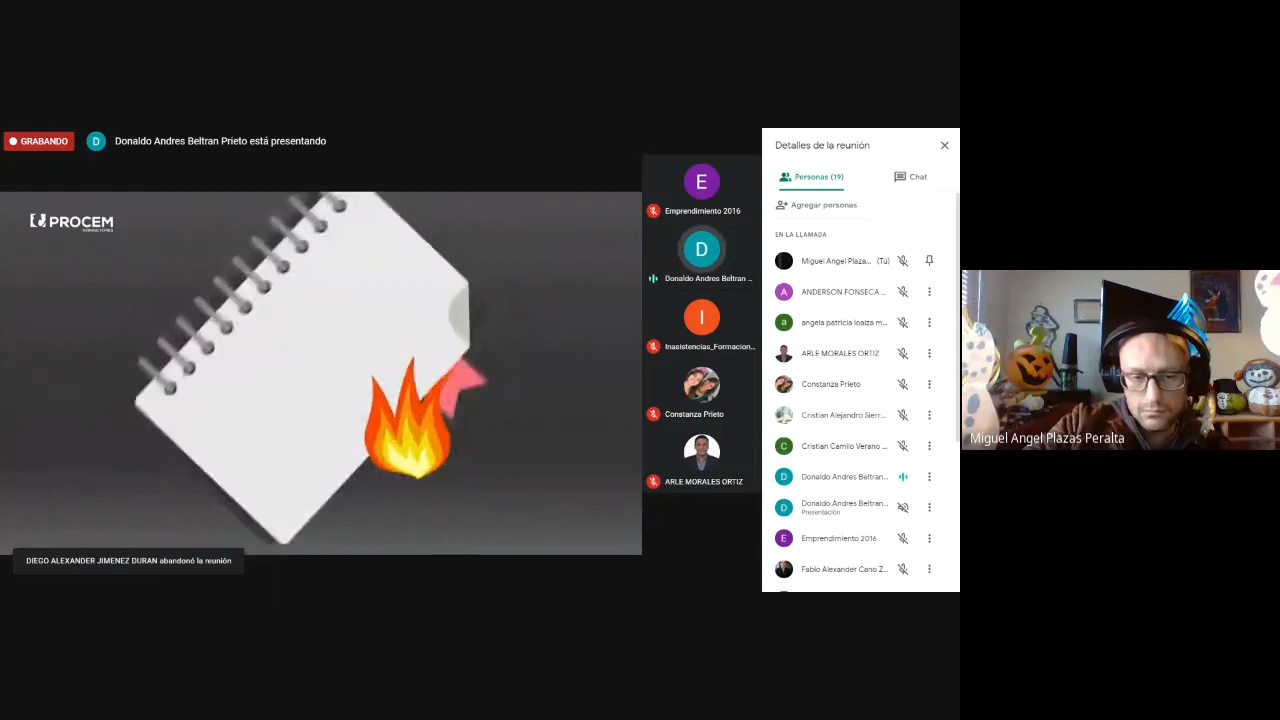 GRABANDO
D
Donaldo Andres Beltran Prieto está presentando
PROCEM
E
Emprendimiento 2016
D
Donaldo Andres Beltran ...
I
Inasistencias_Formacion...
Constanza Prieto
ARLE MORALES ORTIZ
DIEGO ALEXANDER JIMENEZ DURAN abandonó la reunión
Detalles de la reunión
Personas (19)
Chat
Agregar personas
EN LA LLAMADA
Miguel Angel Plaza... (Tú)
A
ANDERSON FONSECA ...
a
angela patricia loaiza m...
ARLE MORALES ORTIZ
Constanza Prieto
Cristian Alejandro Sierr...
C
Cristian Camilo Verano ...
D
Donaldo Andres Beltran...
D
Donaldo Andres Beltran...
Presentación
E
Emprendimiento 2016
Fabio Alexander Cano Z...
Miguel Angel Plazas Peralta